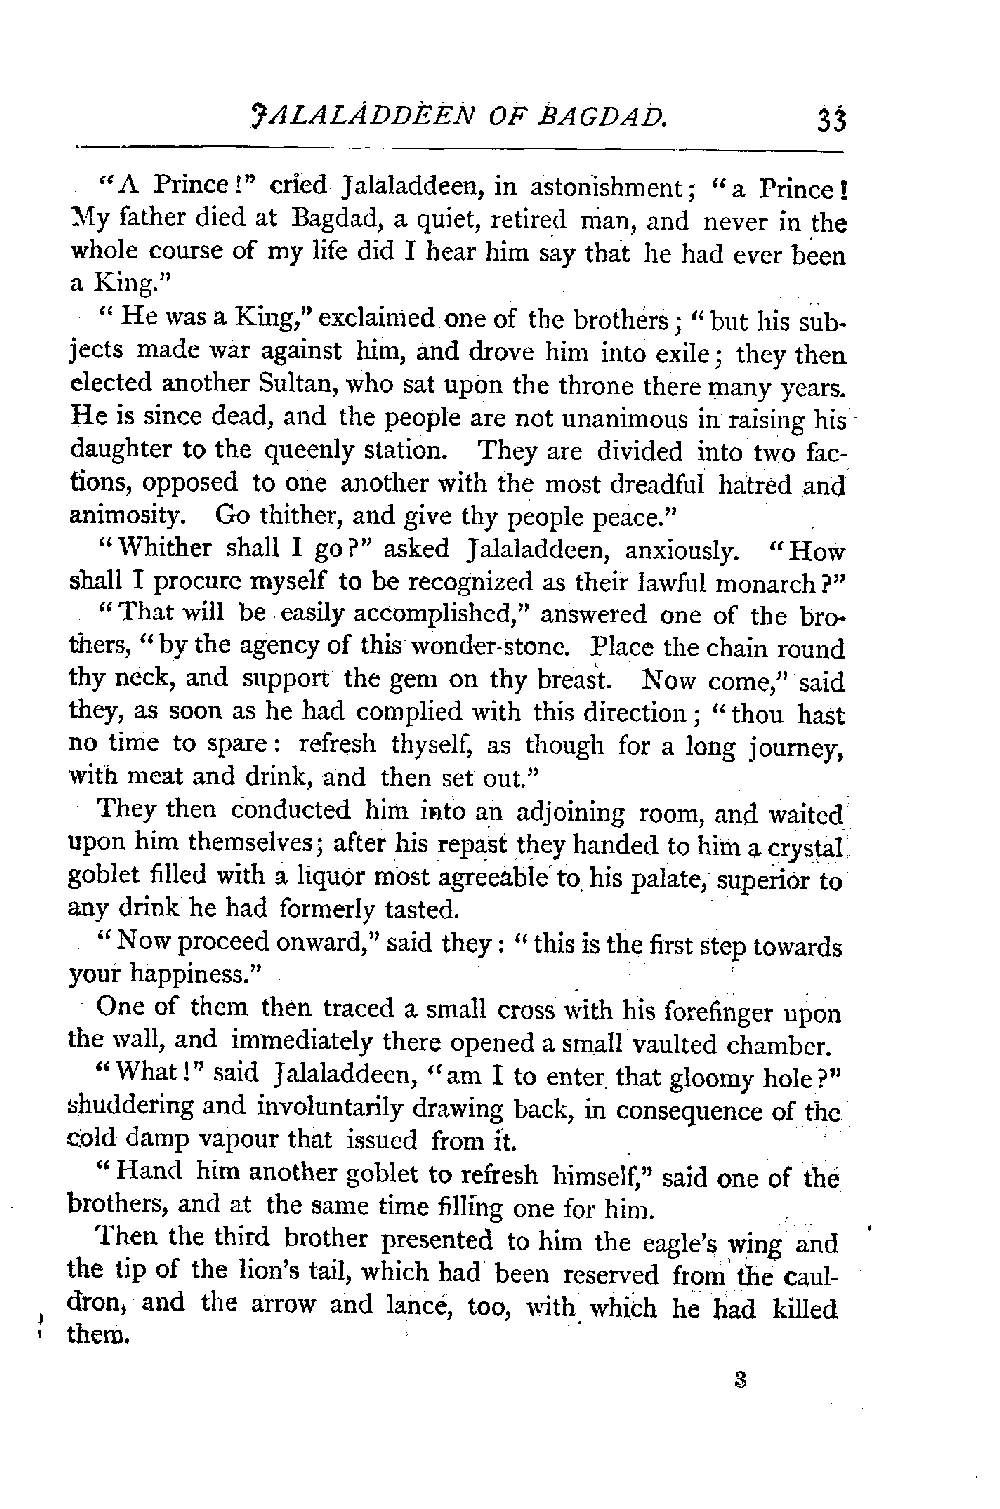 JALALADDEEN OF BAGDAD. 33
"A Prince!" cried Jalaladdeen, in astonishment; "a Prince!
My father died at Bagdad, a quiet, retired man, and never in the
whole course of my life did I hear him say that he had ever been
a King."
"He was a King," exclaimed one of the brothers; "but his sub-
jects made war against him, and drove him into exile; they then
elected another Sultan, who sat upon the throne there many years.
He is since dead, and the people are not unanimous in raising his
daughter to the queenly station. They are divided into two fac-
tions, opposed to one another with the most dreadful hatred and
animosity. Go thither, and give thy people peace."
"Whither shall I go?" asked Jalaladdeen, anxiously. "How
shall I procure myself to be recognized as their lawful monarch?"
"That will be easily accomplished," answered one of the bro-
thers, "by the agency of this wonder-stone. Place the chain round
thy neck, and support the gem on thy breast. Now come," said
they, as soon as he had complied with this direction; "thou hast
no time to spare: refresh thyself, as though for a long journey,
with meat and drink, and then set out."
They then conducted him into an adjoining room, and waited
upon him themselves; after his repast they handed to him a crystal
goblet filled with a liquor most agreeable to his palate, superior to
any drink he had formerly tasted.
"Now proceed onward," said they: "this is the first step towards
your happiness."
One of them then traced a small cross with his forefinger upon
the wall, and immediately there opened a small vaulted chamber.
"What!" said Jalaladdeen, "am I to enter that gloomy hole?"
shuddering and involuntarily drawing back, in consequence of the
cold damp vapour that issued from it.
"Hand him another goblet to refresh himself," said one of the
brothers, and at the same time filling one for him.
Then the third brother presented to him the eagle's wing and
the tip of the lion's tail, which had been reserved from the caul-
dron, and the arrow and lance, too, with which he had killed
them.
3